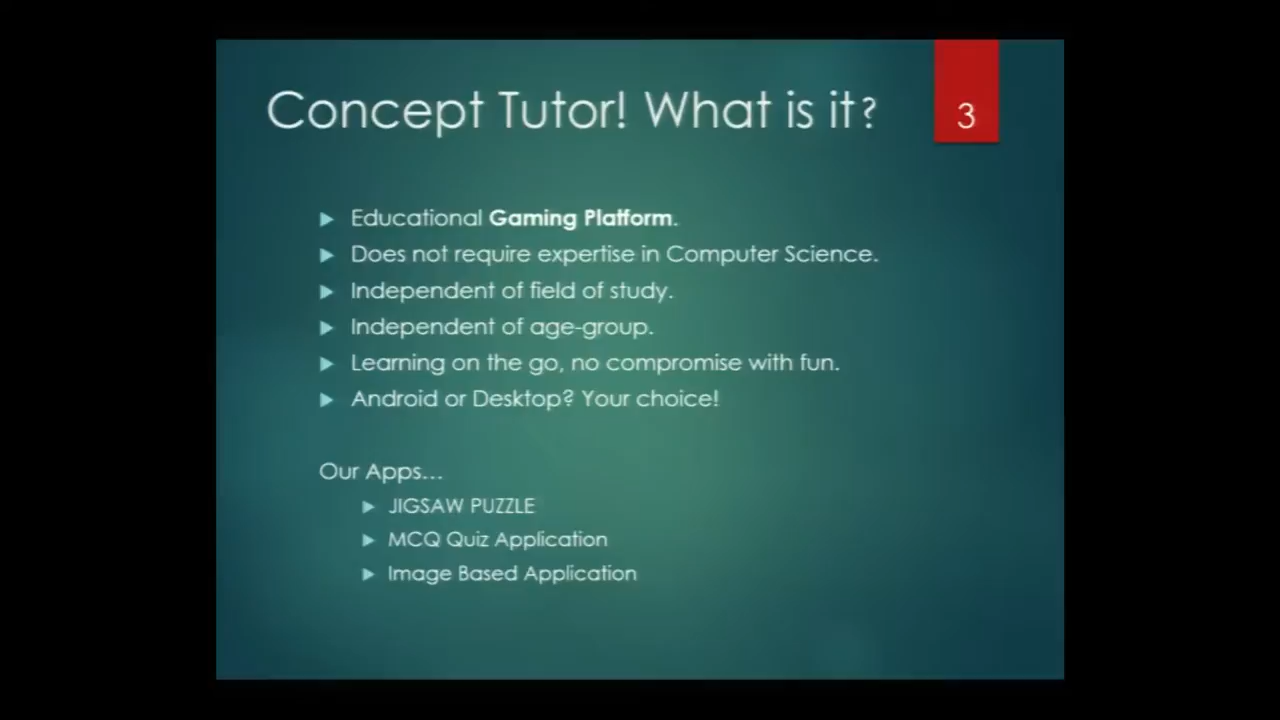 Concept Tutor! What is it?
3
Educational Gaming Platform.
Does not require expertise in Computer Science.
Independent of field of study.
Independent of age-group.
Learning on the go, no compromise with fun.
Android or Desktop? Your choice!
Our Apps...
JIGSAW PUZZLE
MCQ Quiz Application
Image Based Application